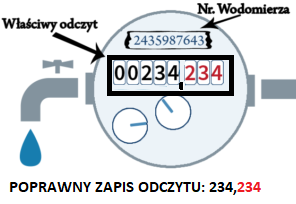 Nr. Wodomierza
Właściwy odczyt
2435987643
00234,234
POPRAWNY ZAPIS ODCZYTU: 234,234